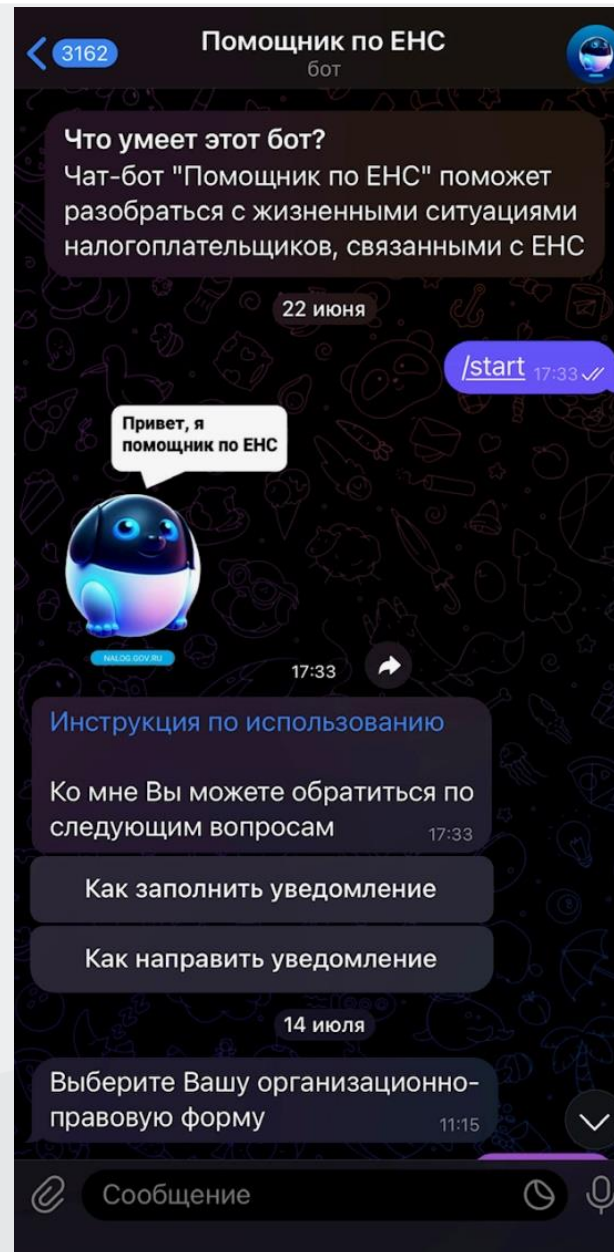 3162
Помощник по ЕНС
бот
Что умеет этот бот?
Чат-бот "Помощник по ЕНС" поможет
разобраться с жизненными ситуациями
налогоплательщиков, связанными с ЕНС
22 июня
/start 17:33
Привет, я
помощник по ЕНС
NALOG.GOV.RU
17:33
Инструкция по использованию
Ко мне Вы можете обратиться по
следующим вопросам 17:33
Как заполнить уведомление
Как направить уведомление
14 июля
Выберите Вашу организационно-
правовую форму 11:15
Сообщение